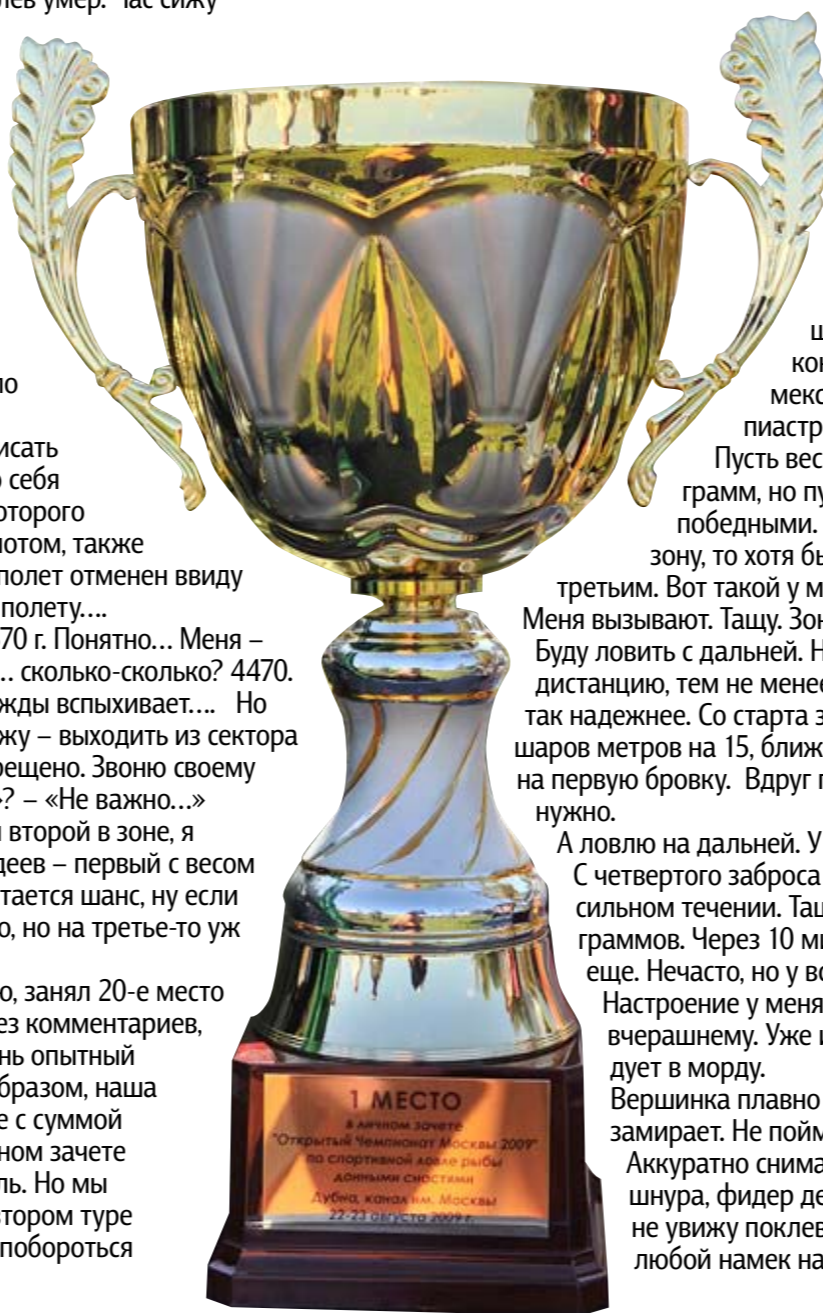 лев умер. Час сижу
исать
о себя
оторого
потом, также
полет отменен ввиду
полету….
70 г. Понятно… Меня –
.. сколько-сколько? 4470.
жды вспыхивает…. Но
жу – выходить из сектора
рещено. Звоню своему
»? – «Не важно…»
и второй в зоне, я
деев – первый с весом
тается шанс, ну если
о, но на третье-то уж
о, занял 20-е место
ез комментариев,
нь опытный
бразом, наша
е с суммой
ном зачете
ль. Но мы
втором туре
побороться
1 МЕСТО
в личном зачете
"Открытый Чемпионат Москвы 2009"
по спортивной ловле рыбы
донными снастями
Дубна, канал им. Москвы
22-23 августа 2009 г.
ш
кон
мекс
пиастр
Пусть вес
грамм, но пу
победными.
зону, то хотя бы
третьим. Вот такой у м
Меня вызывают. Тащу. Зон
Буду ловить с дальней. Н
дистанцию, тем не менее
так надежнее. Со старта з
шаров метров на 15, ближ
на первую бровку. Вдруг п
нужно.
А ловлю на дальней. У
С четвертого заброса
сильном течении. Тащ
граммов. Через 10 ми
еще. Нечасто, но у вс
Настроение у меня
вчерашнему. Уже и
дует в морду.
Вершинка плавно
замирает. Не пойм
Аккуратно снима
шнура, фидер де
не увижу поклев
любой намек на